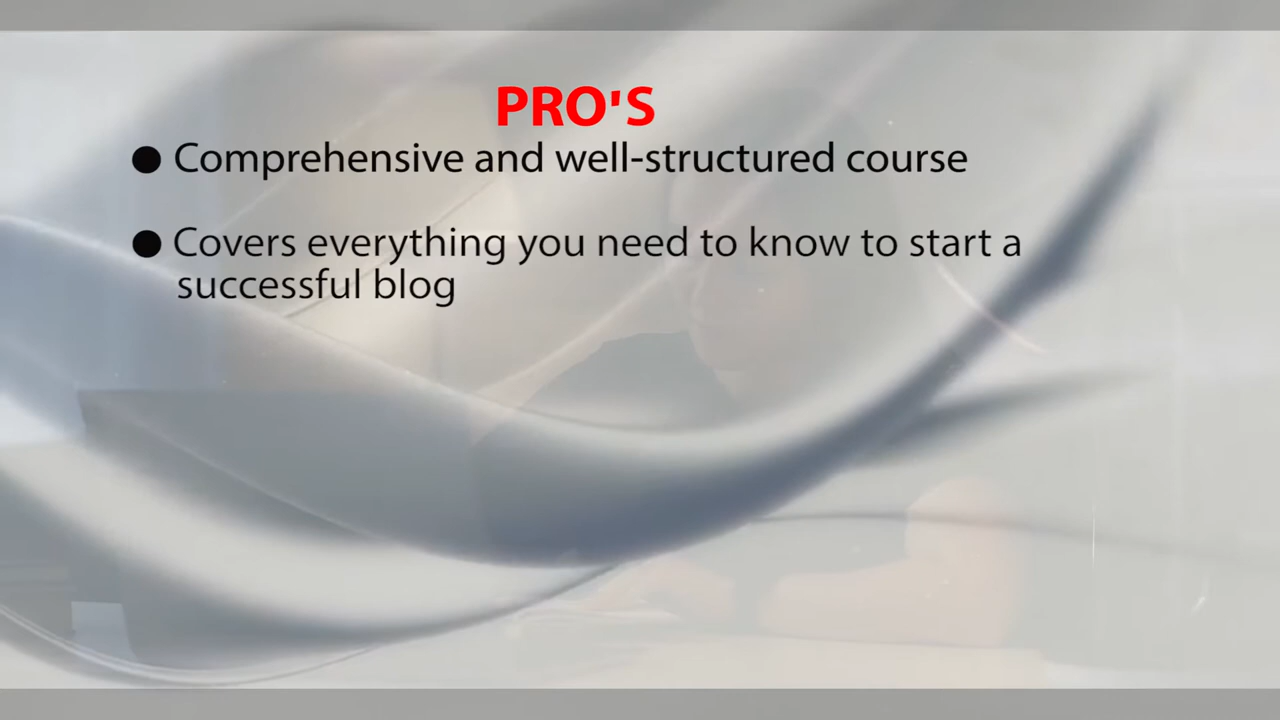 PRO'S
● Comprehensive and well-structured course
● Covers everything you need to know to start a
successful blog